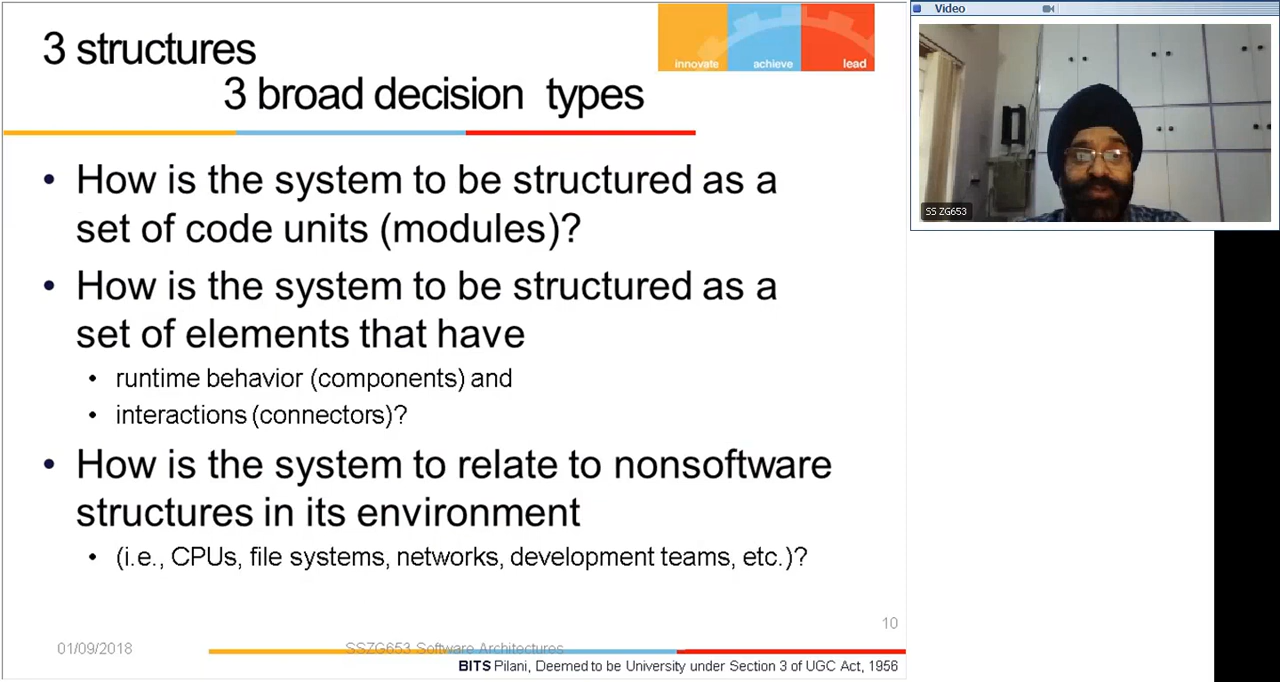 3 structures
3 broad decision types
innovate achieve lead
• How is the system to be structured as a
set of code units (modules)?
• How is the system to be structured as a
set of elements that have
• runtime behavior (components) and
• interactions (connectors)?
• How is the system to relate to nonsoftware
structures in its environment
• (i.e., CPUs, file systems, networks, development teams, etc.)?
10
01/09/2018
SSZG653 Software Architectures
BITS Pilani, Deemed to be University under Section 3 of UGC Act, 1956
Video
SS ZG653